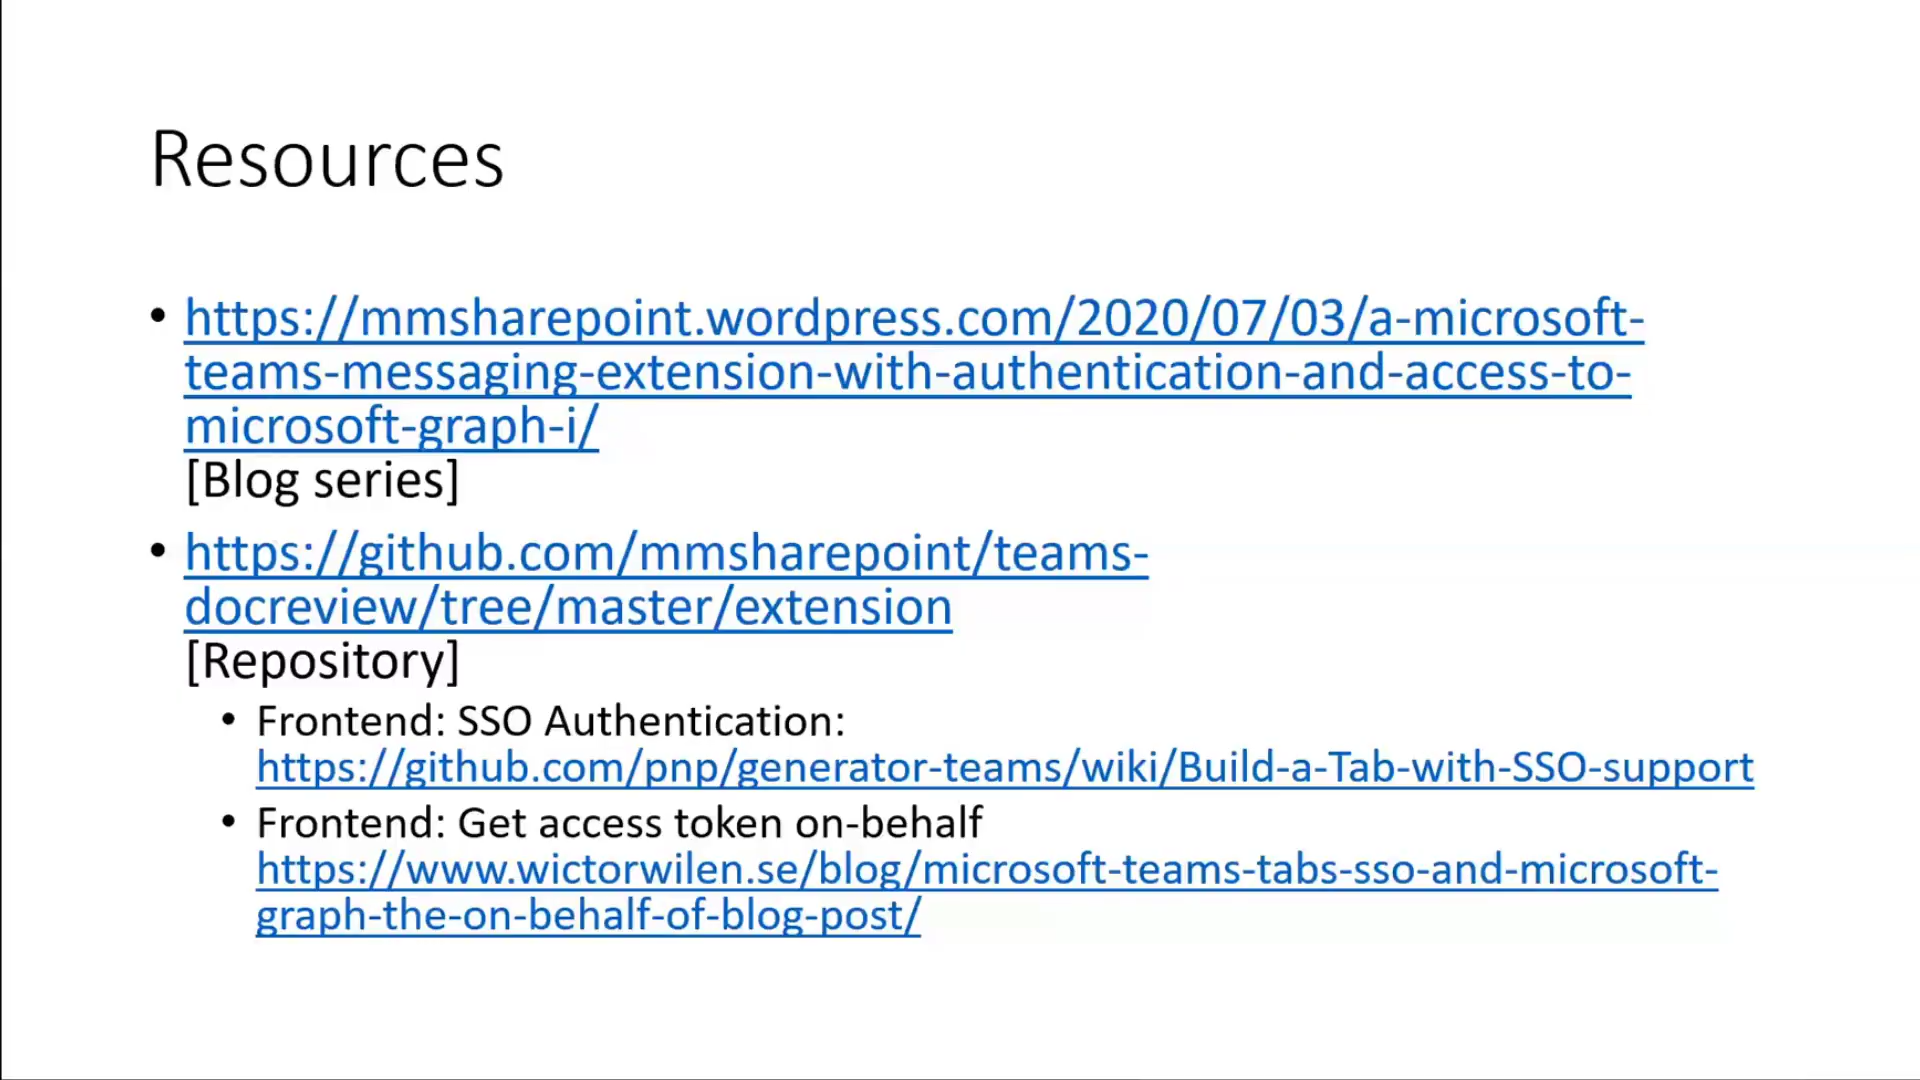 Resources
• https://mmsharepoint.wordpress.com/2020/07/03/a-microsoft-
teams-messaging-extension-with-authentication-and-access-to-
microsoft-graph-i/
[Blog series]
• https://github.com/mmsharepoint/teams-
docreview/tree/master/extension
[Repository]
• Frontend: SSO Authentication:
https://github.com/pnp/generator-teams/wiki/Build-a-Tab-with-SSO-support
• Frontend: Get access token on-behalf
https://www.wictorwilen.se/blog/microsoft-teams-tabs-sso-and-microsoft-
graph-the-on-behalf-of-blog-post/